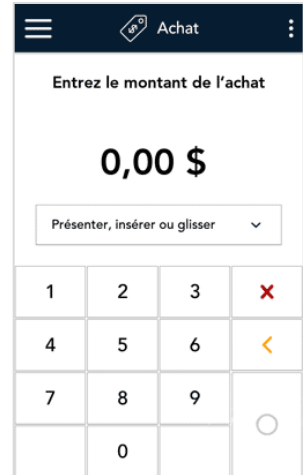 Achat
Entrez le montant de l'achat
0,00 $
Présenter, insérer ou glisser
1 2 3
4 5 6
7 8 9
0